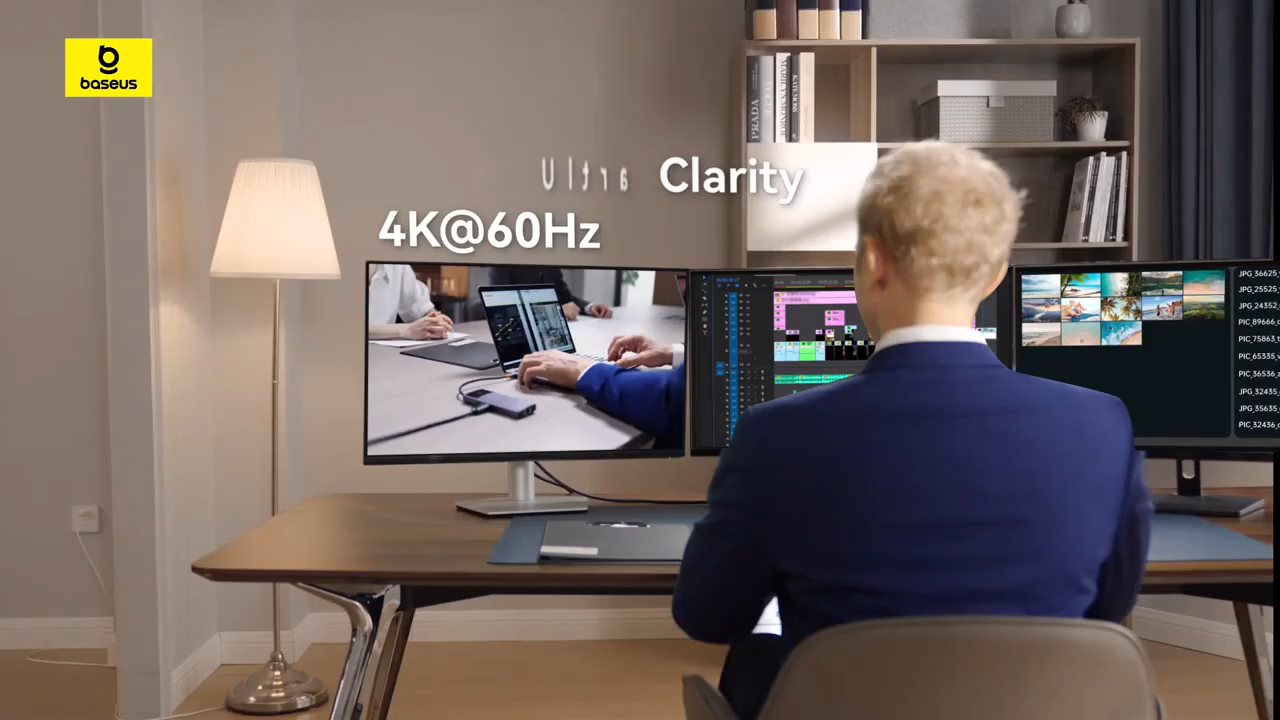 baseus
Ultra Clarity
4K@60Hz
PRADA
JPG_36625
JPG_25525
JPG_24352
PIC_89666
PIC_75863
PIC_65335
PIC_36536
JPG_32435
JPG_35635
PIC_32436